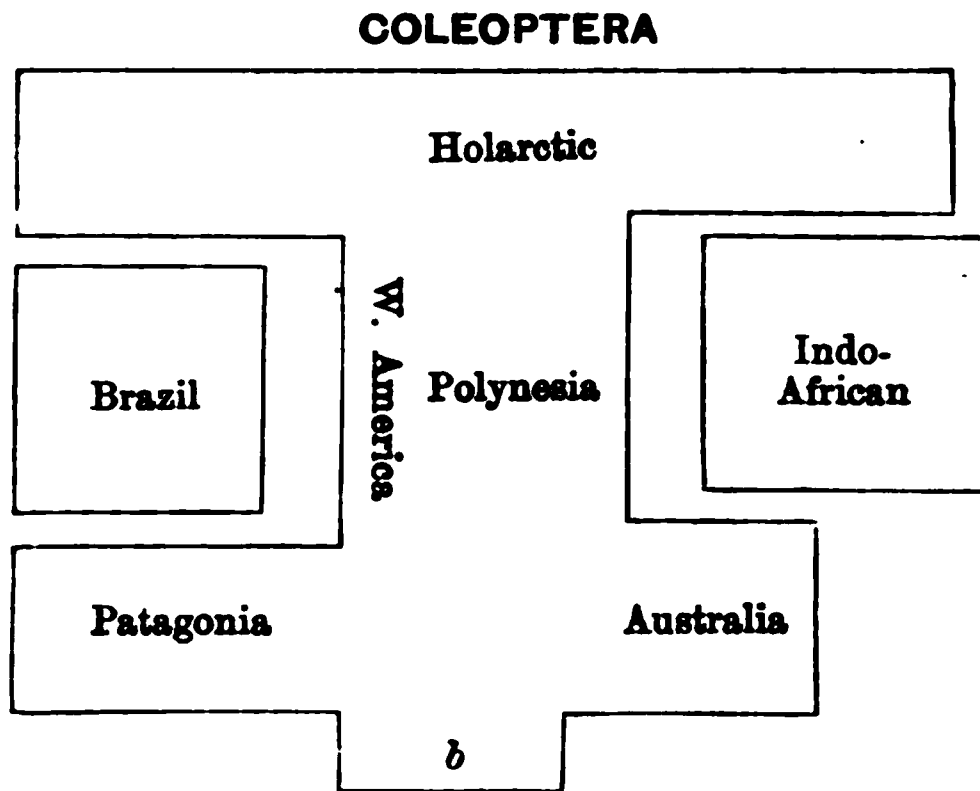 COLEOPTERA
Holarctic
W. America
Brazil
Polynesia
Indo-
African
Patagonia
Australia
b